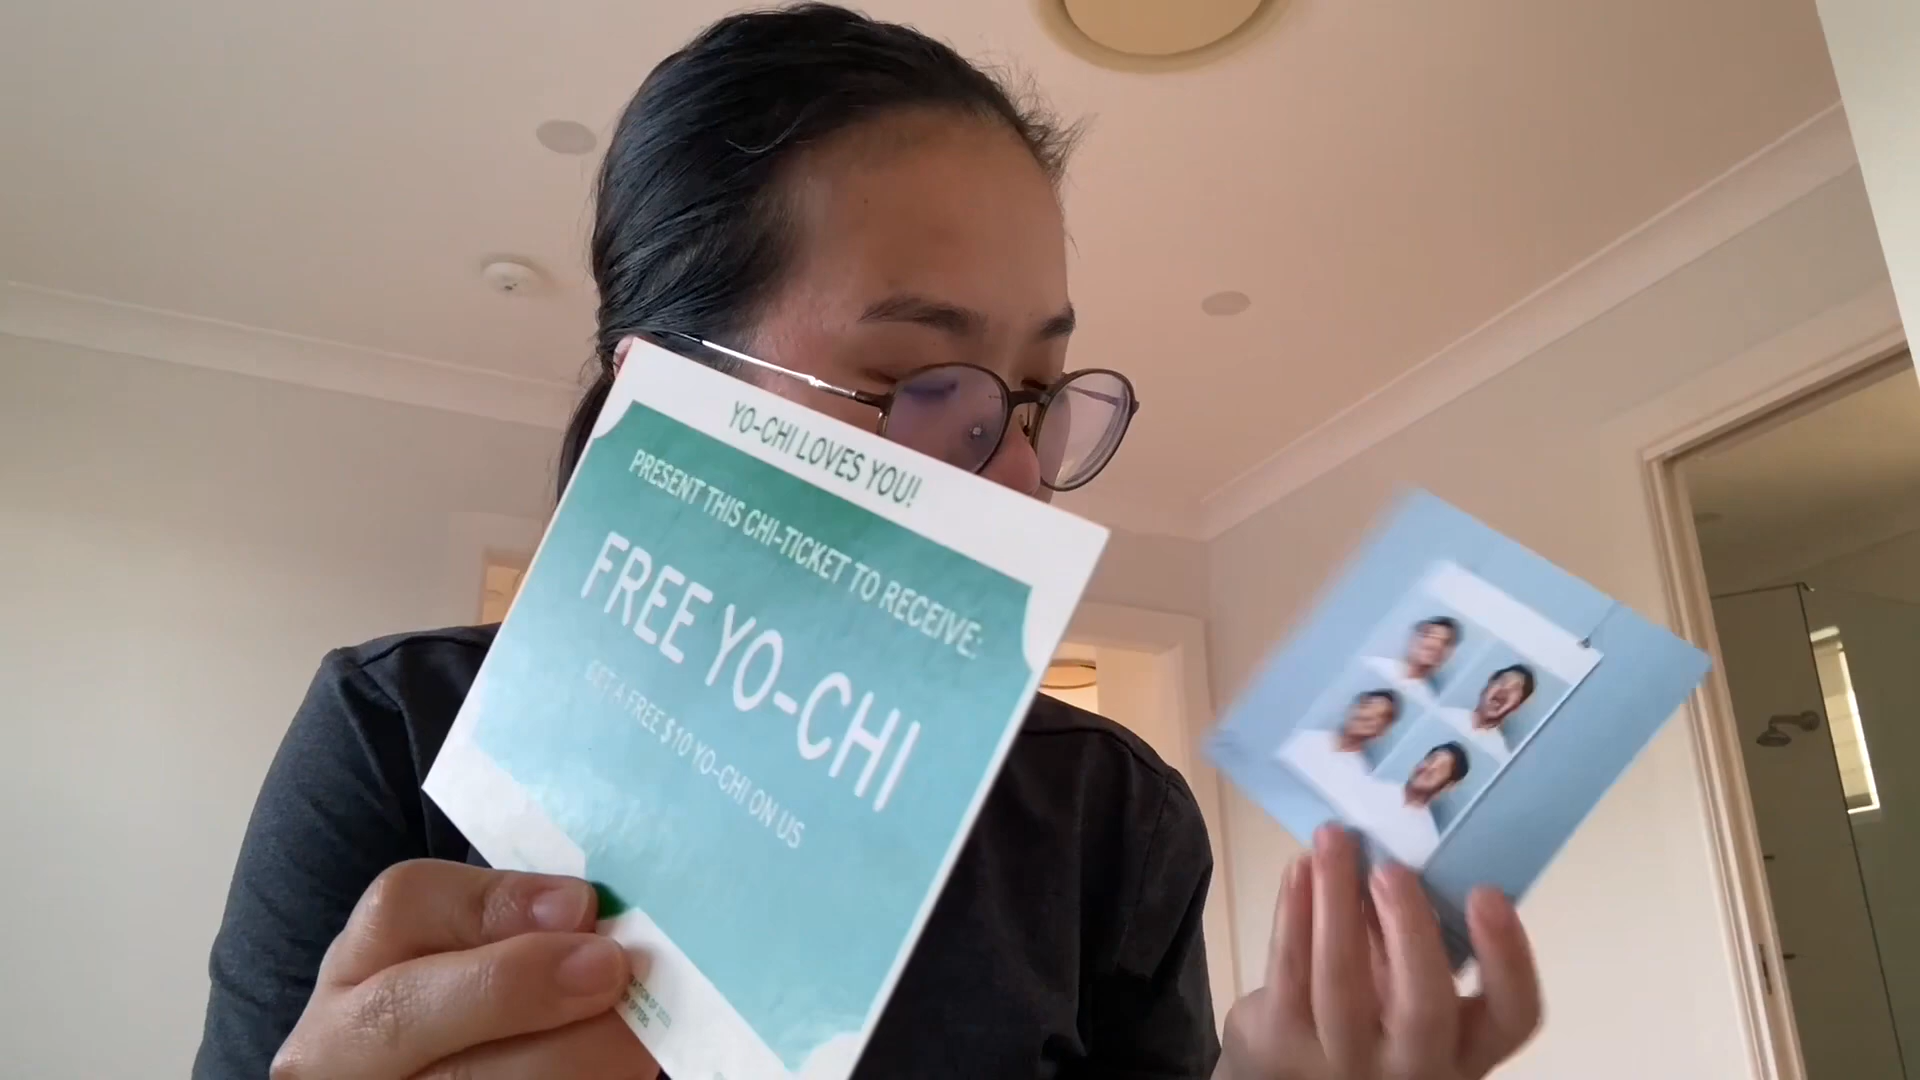 YO-CHI LOVES YOU!
PRESENT THIS CHI-TICKET TO RECEIVE:
FREE YO-CHI
GET A FREE $10 YO-CHI ON US
OFFERS